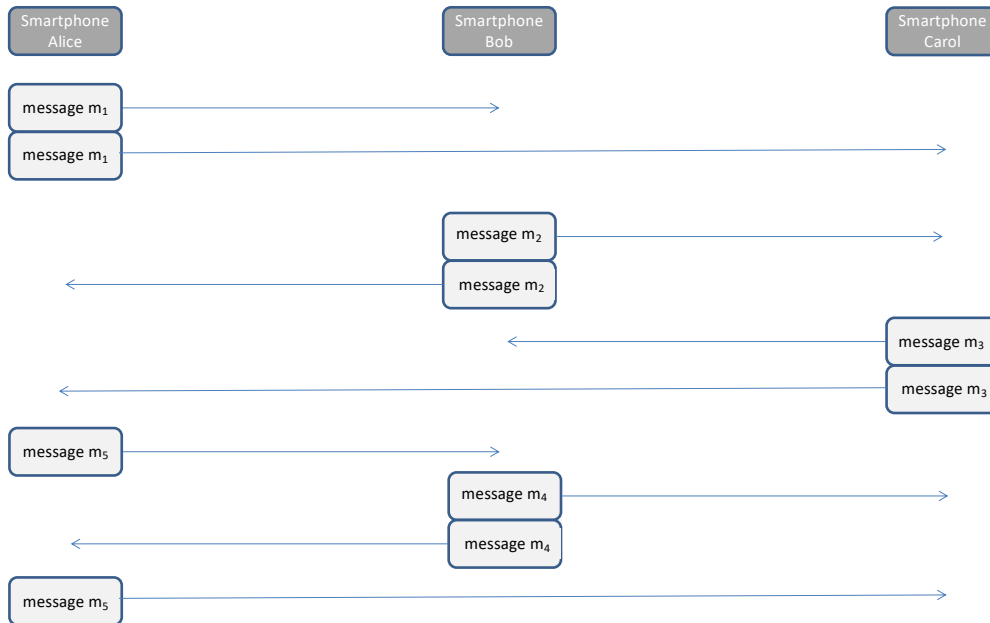 Smartphone
Alice
Smartphone
Bob
Smartphone
Carol
message m₁
message m₁
message m₂
message m₂
message m₃
message m₃
message m₅
message m₄
message m₄
message m₅